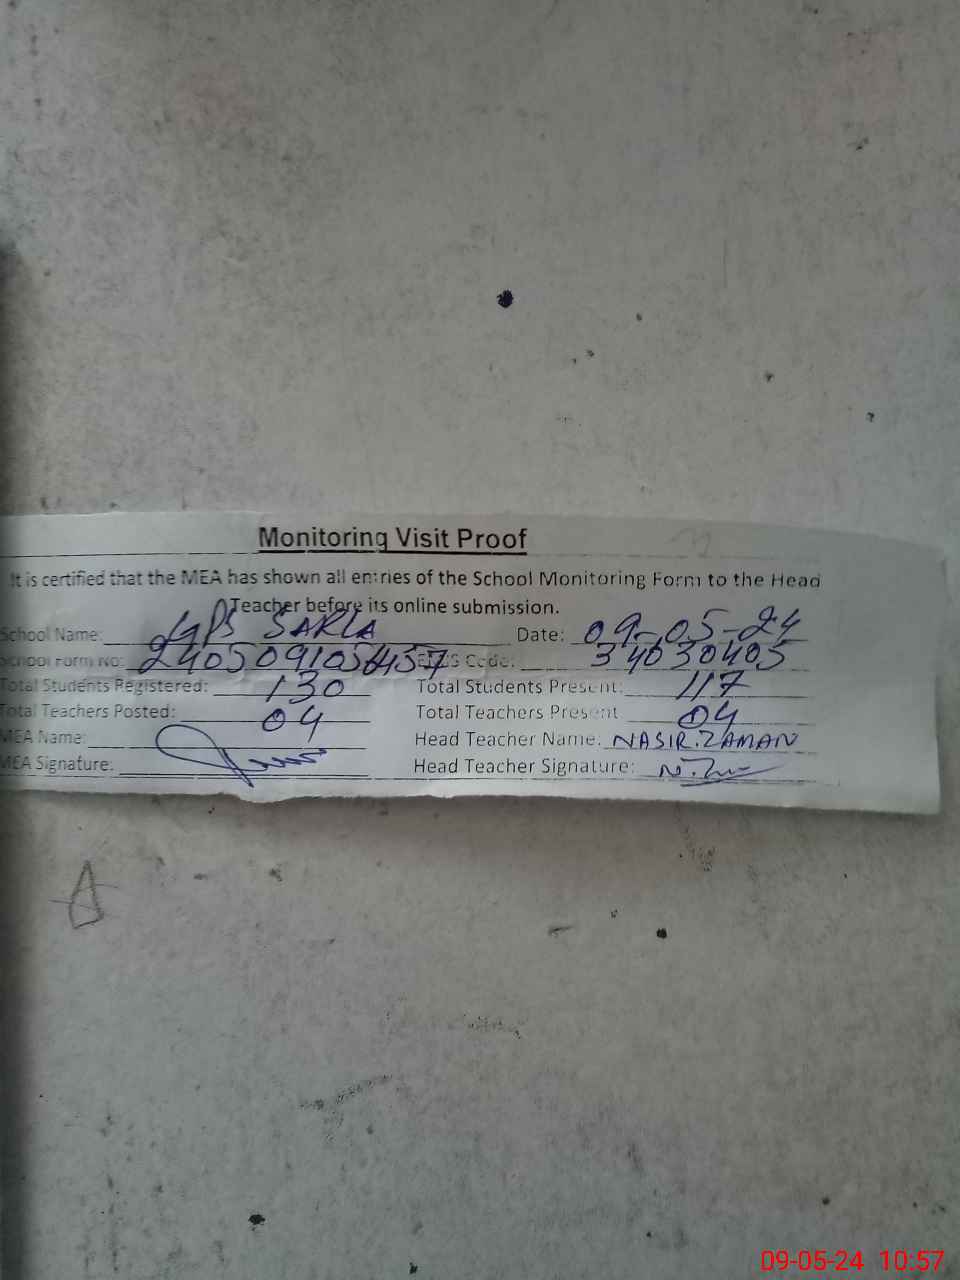 Monitoring Visit Proof
It is certified that the MEA has shown all entries of the School Monitoring Form to the Head
Teacher before its online submission.
School Name: GPS SARLA Date: 09-05-24
School Form No: Code: 34030405
Total Students Registered: 130 Total Students Present: 117
Total Teachers Posted: 04 Total Teachers Present 04
MEA Name: Head Teacher Name: NASIR.ZAMAN
MEA Signature: Head Teacher Signature:
09-05-24 10:57